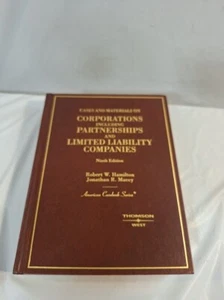 CASES AND MATERIALS ON
CORPORATIONS
INCLUDING
PARTNERSHIPS
AND
LIMITED LIABILITY
COMPANIES
Ninth Edition
Robert W. Hamilton
Jonathan R. Macey
American Casebook Series®
THOMSON
WEST